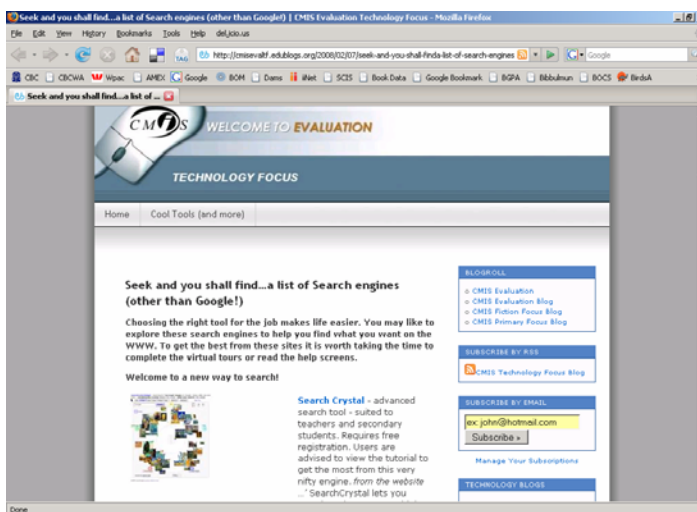 Seek and you shall find...a list of Search engines (other than Google!) | CMIS Evaluation Technology Focus - Mozilla Firefox
File Edit View History Bookmarks Tools Help del.icio.us
http://cmisevaltf.edublogs.org/2008/02/07/seek-and-you-shall-finda-list-of-search-engines
Google
CBC CBCWA Wpac AMEX Google BOM Dams iiNet SCIS Book Data Google Bookmark BGPA Bibbulmun BOCS BirdsA
Seek and you shall find...a list of ...
CMIS WELCOME TO EVALUATION
TECHNOLOGY FOCUS
Home Cool Tools (and more)
Seek and you shall find...a list of Search engines
(other than Google!)
Choosing the right tool for the job makes life easier. You may like to
explore these search engines to help you find what you want on the
WWW. To get the best from these sites it is worth taking the time to
complete the virtual tours or read the help screens.
Welcome to a new way to search!
Search Crystal - advanced
search tool - suited to
teachers and secondary
students. Requires free
registration. Users are
advised to view the tutorial to
get the most from this very
nifty engine. from the website
...' SearchCrystal lets you
BLOGROLL
CMIS Evaluation
CMIS Evaluation Blog
CMIS Fiction Focus Blog
CMIS Primary Focus Blog
SUBSCRIBE BY RSS
CMIS Technology Focus Blog
SUBSCRIBE BY EMAIL
ex: john@hotmail.com
Subscribe »
Manage Your Subscriptions
TECHNOLOGY BLOGS
Done